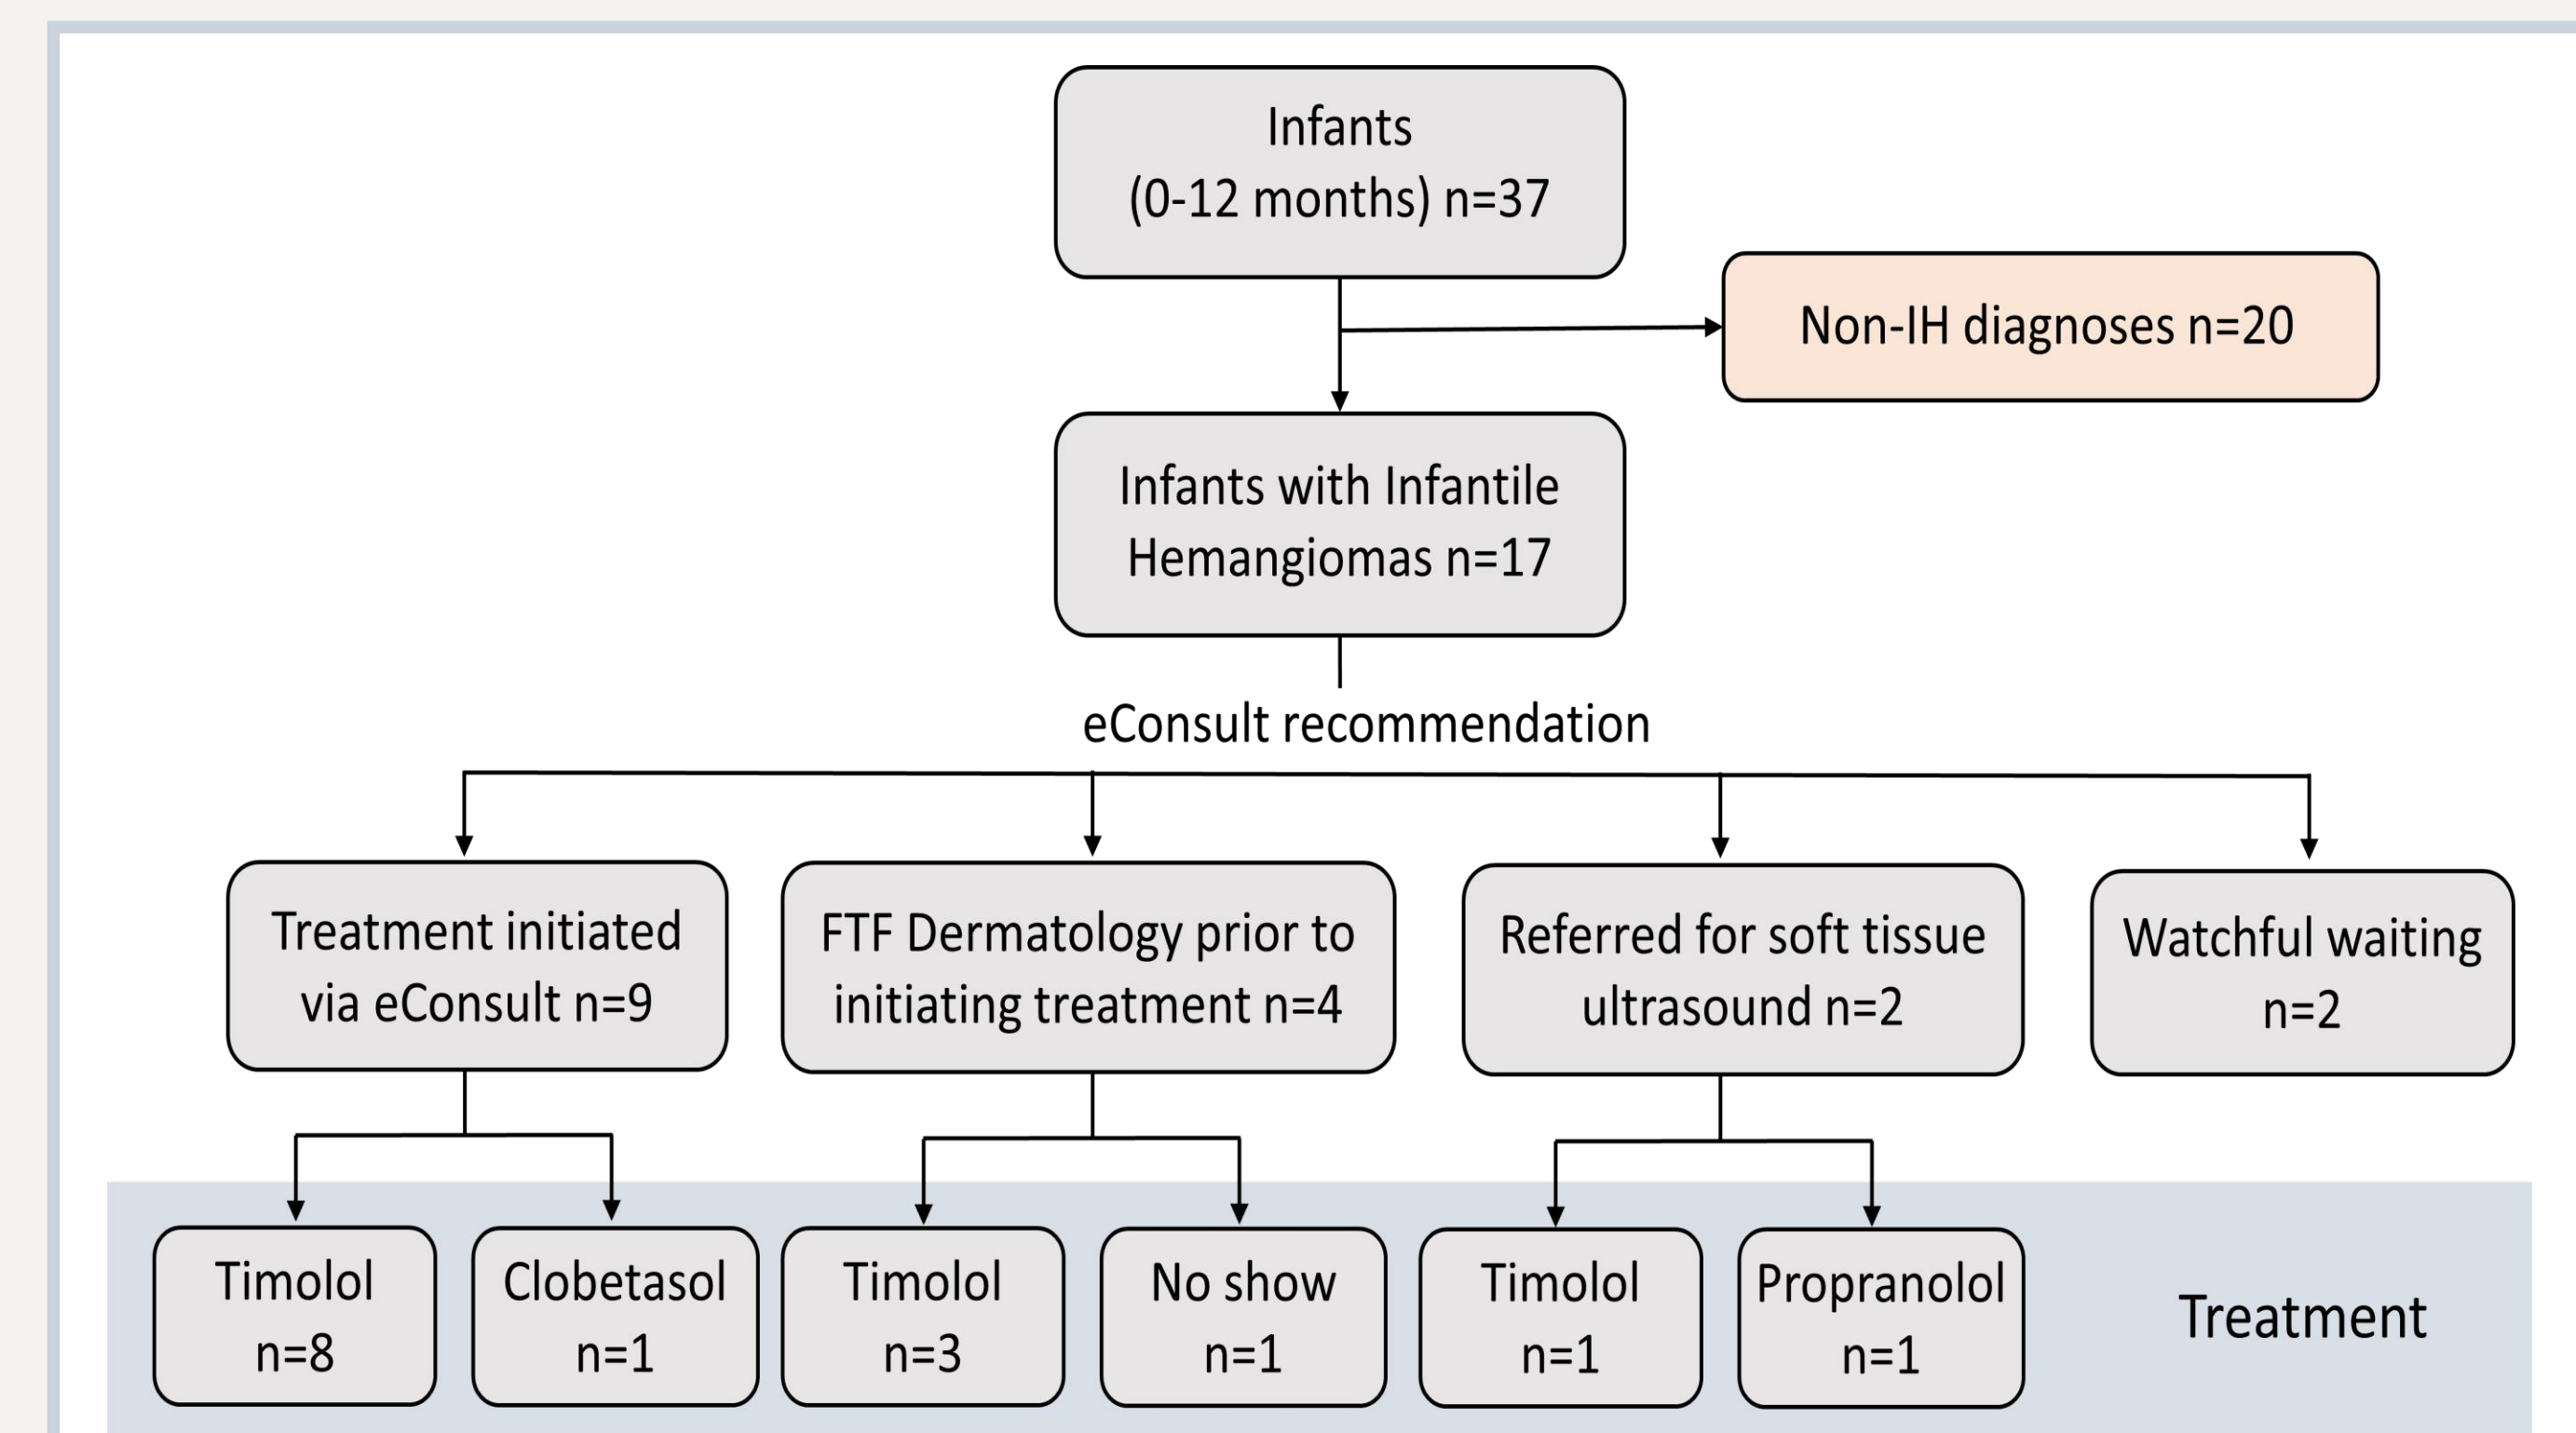 Infants
(0-12 months) n=37
Non-IH diagnoses n=20
Infants with Infantile
Hemangiomas n=17
eConsult recommendation
Treatment initiated
via eConsult n=9
FTF Dermatology prior to
initiating treatment n=4
Referred for soft tissue
ultrasound n=2
Watchful waiting
n=2
Timolol
n=8
Clobetasol
n=1
Timolol
n=3
No show
n=1
Timolol
n=1
Propranolol
n=1
Treatment